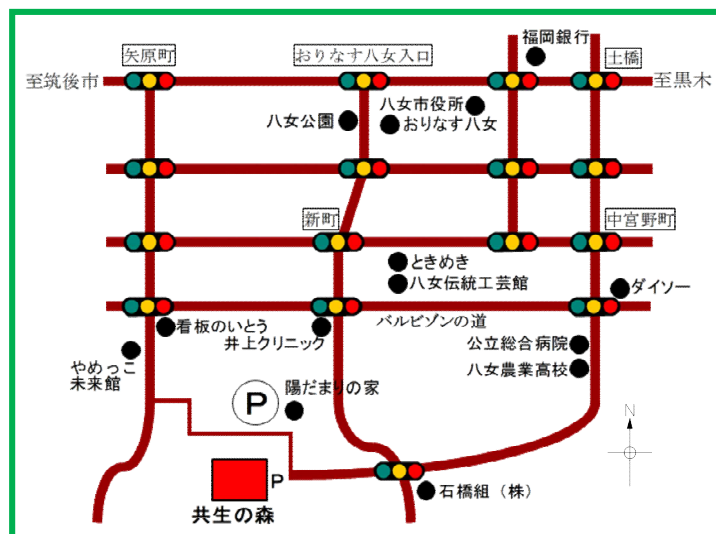 福岡銀行
矢原町
おりなす八女入口
土橋
至筑後市
至黒木
八女市役所
八女公園
おりなす八女
新町
中宮野町
ときめき
八女伝統工芸館
ダイソー
看板のいとう
バルビゾンの道
井上クリニック
公立総合病院
やめっこ
未来館
八女農業高校
陽だまりの家
P
N
P
石橋組（株）
共生の森